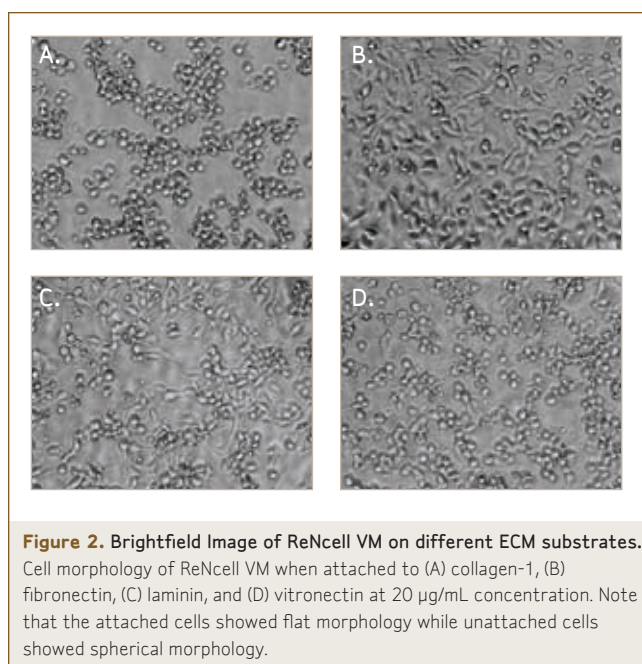 A.
B.
C.
D.
Figure 2. Brightfield Image of ReNcell VM on different ECM substrates.
Cell morphology of ReNcell VM when attached to (A) collagen-1, (B)
fibronectin, (C) laminin, and (D) vitronectin at 20 µg/mL concentration. Note
that the attached cells showed flat morphology while unattached cells
showed spherical morphology.